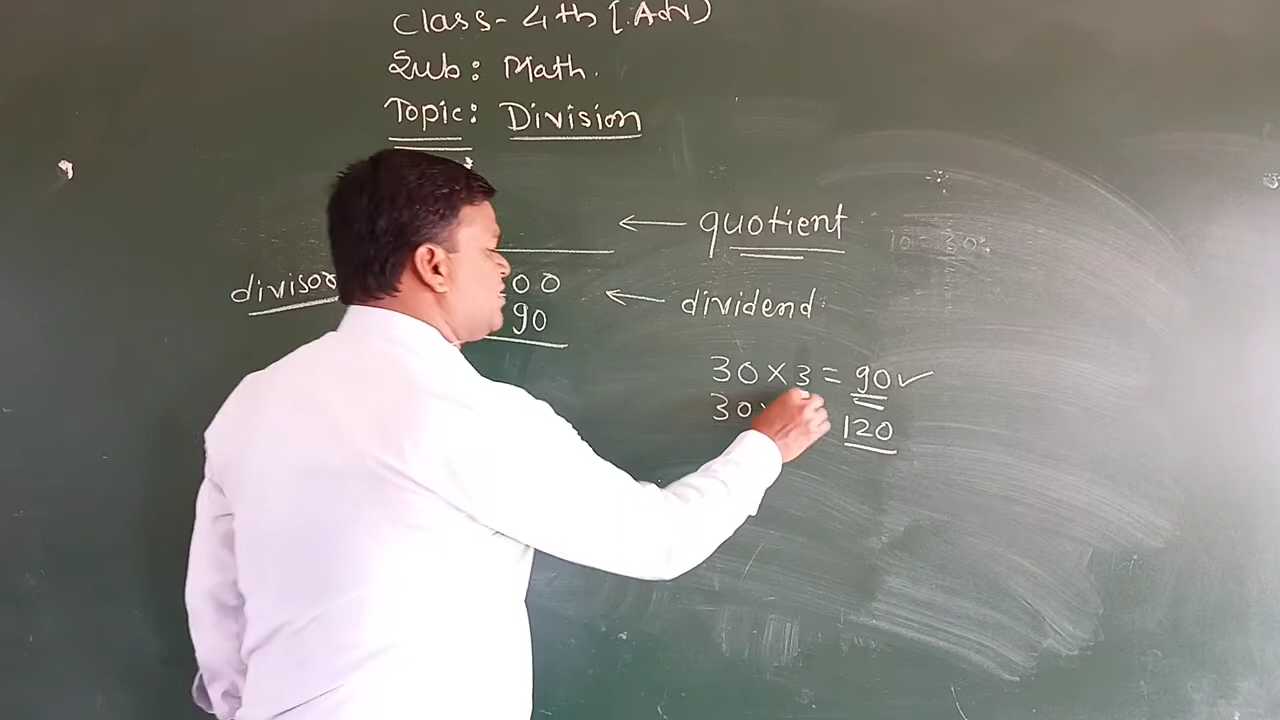 Class- 4th [.Adv)
Sub: Math.
Topic: Division
← quotient
divisor
00 ← dividend
90
30×3 = 90✓
30
120